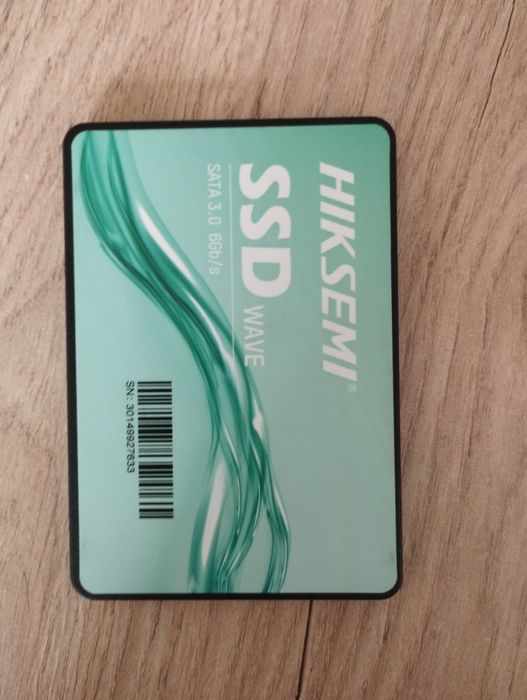 HIKSEMI®
SSD WAVE
SATA 3.0 6Gb/s
SN: 30149927633